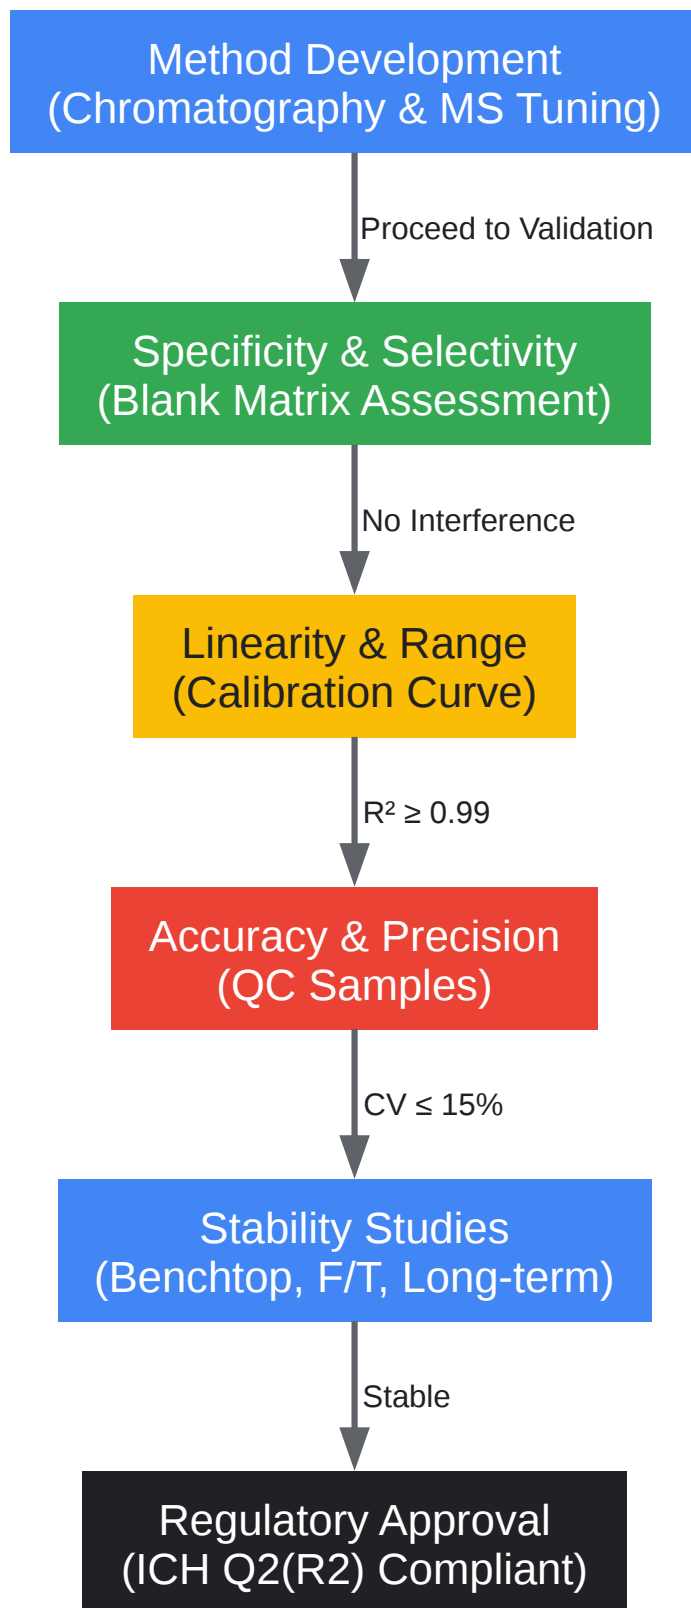 Method Development
(Chromatography & MS Tuning)
Proceed to Validation
Specificity & Selectivity
(Blank Matrix Assessment)
No Interference
Linearity & Range
(Calibration Curve)
R² ≥ 0.99
Accuracy & Precision
(QC Samples)
CV ≤ 15%
Stability Studies
(Benchtop, F/T, Long-term)
Stable
Regulatory Approval
(ICH Q2(R2) Compliant)